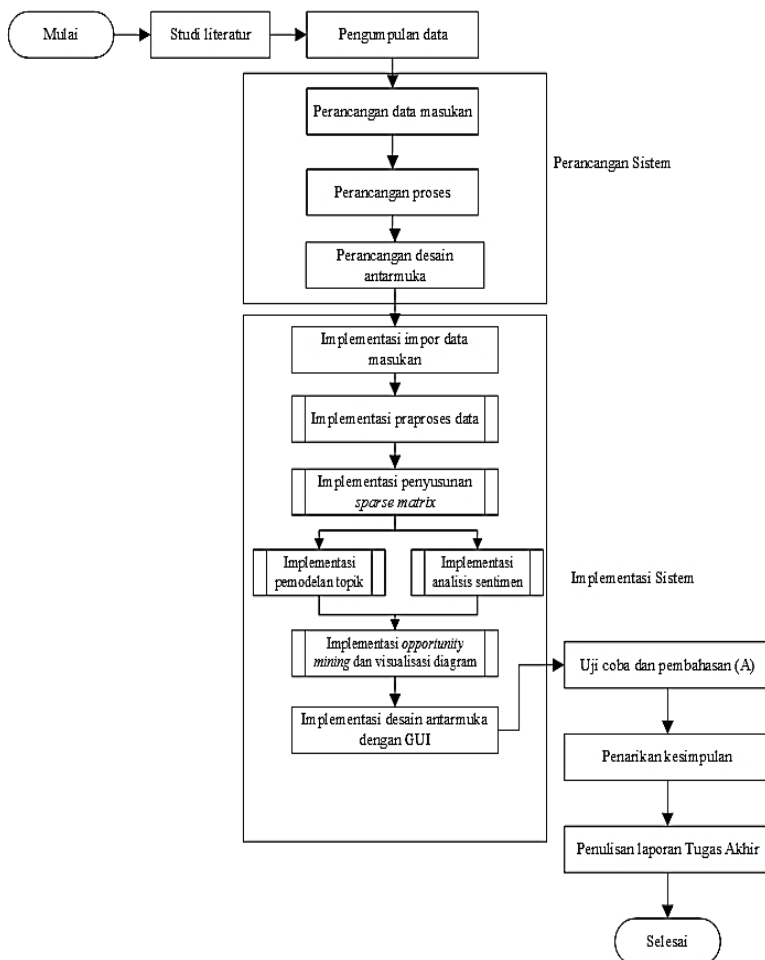 Mulai
Studi literatur
Pengumpulan data
Perancangan data masukan
Perancangan Sistem
Perancangan proses
Perancangan desain
antarmuka
Implementasi impor data
masukan
Implementasi praproses data
Implementasi penyusunan
sparse matrix
Implementasi
pemodelan topik
Implementasi
analisis sentimen
Implementasi Sistem
Implementasi opportunity
mining dan visualisasi diagram
Implementasi desain antarmuka
dengan GUI
Uji coba dan pembahasan (A)
Penarikan kesimpulan
Penulisan laporan Tugas Akhir
Selesai